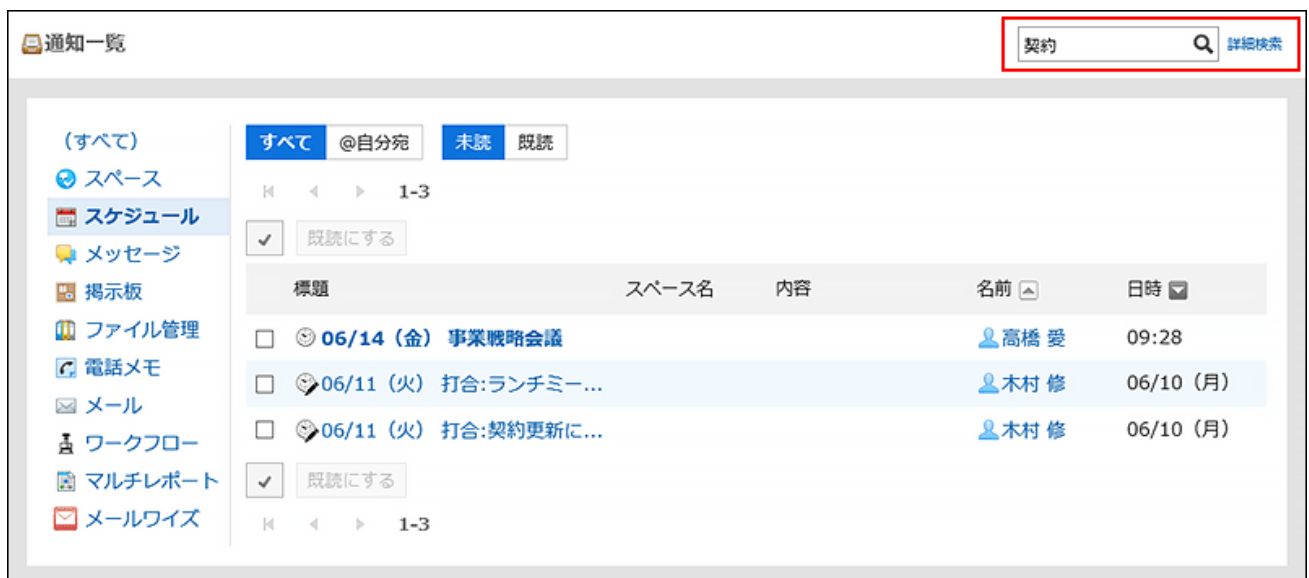 通知一覧
契約 詳細検索
(すべて)
スペース
スケジュール
メッセージ
掲示板
ファイル管理
電話メモ
メール
ワークフロー
マルチレポート
メールワイズ
すべて @自分宛 未読 既読
1-3
既読にする
標題 スペース名 内容 名前 日時
06/14（金） 事業戦略会議 高橋 愛 09:28
06/11（火） 打合:ランチミー... 木村 修 06/10（月）
06/11（火） 打合:契約更新に... 木村 修 06/10（月）
既読にする
1-3